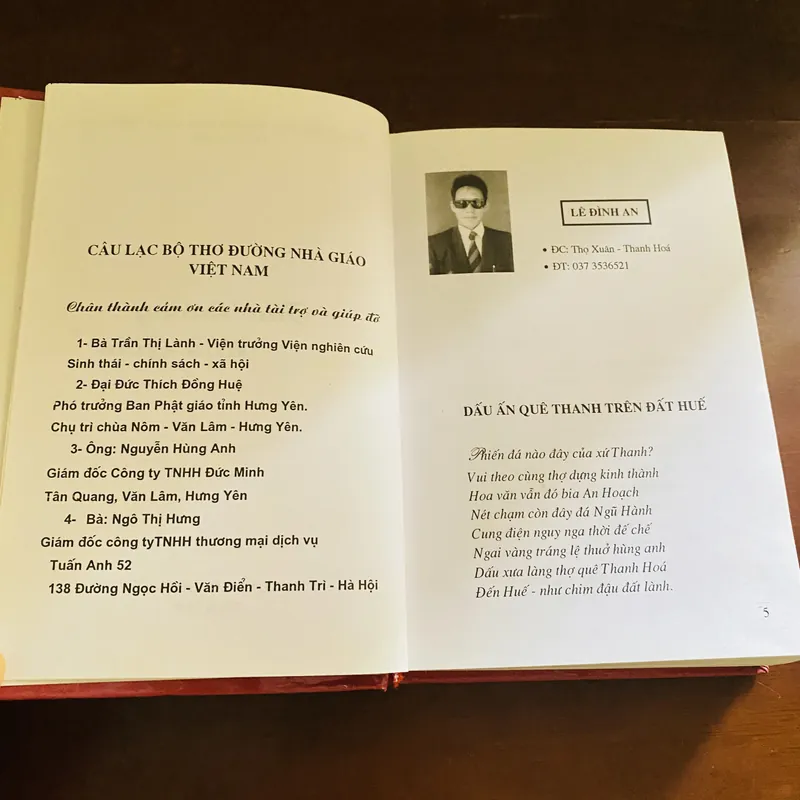 CÂU LẠC BỘ THƠ ĐƯỜNG NHÀ GIÁO
VIỆT NAM
Chân thành cảm ơn các nhà tài trợ và giúp đỡ
1- Bà Trần Thị Lành - Viện trưởng Viện nghiên cứu
Sinh thái - chính sách - xã hội
2- Đại Đức Thích Đồng Huệ
Phó trưởng Ban Phật giáo tỉnh Hưng Yên.
Chụ trì chùa Nôm - Văn Lâm - Hưng Yên.
3- Ông: Nguyễn Hùng Anh
Giám đốc Công ty TNHH Đức Minh
Tân Quang, Văn Lâm, Hưng Yên
4- Bà: Ngô Thị Hưng
Giám đốc công tyTNHH thương mại dịch vụ
Tuấn Anh 52
138 Đường Ngọc Hồi - Văn Điển - Thanh Trì - Hà Hội
LÊ ĐÌNH AN
• ĐC: Thọ Xuân - Thanh Hoá
• ĐT: 037 3536521
DẤU ẤN QUÊ THANH TRÊN ĐẤT HUẾ
Phiến đá nào đây của xứ Thanh?
Vui theo cùng thợ dựng kinh thành
Hoa văn vẫn đó bia An Hoạch
Nét chạm còn đây đá Ngũ Hành
Cung điện nguy nga thời đế chế
Ngai vàng tráng lệ thuở hùng anh
Dấu xưa làng thợ quê Thanh Hoá
Đến Huế - như chim đậu đất lành.
5